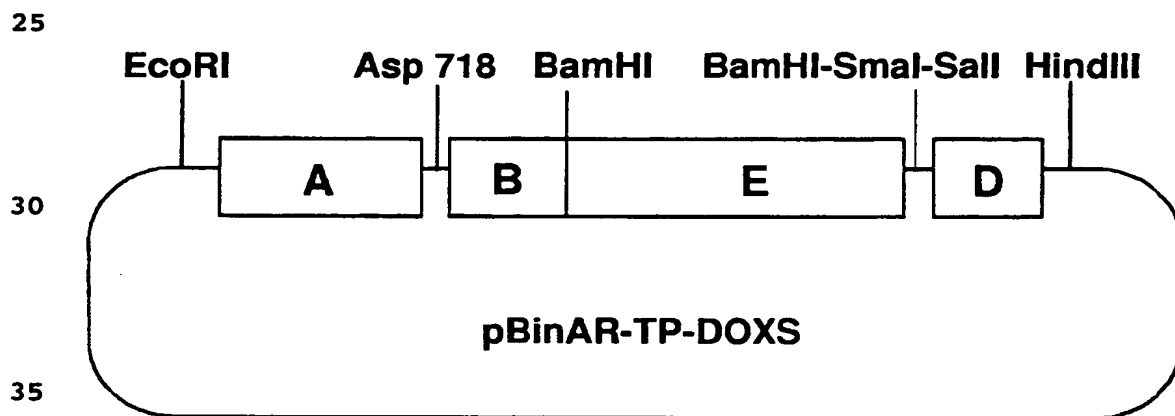 25
EcoRI Asp 718 BamHI BamHI-SmaI-SalI HindIII
A B E D
30
pBinAR-TP-DOXS
35